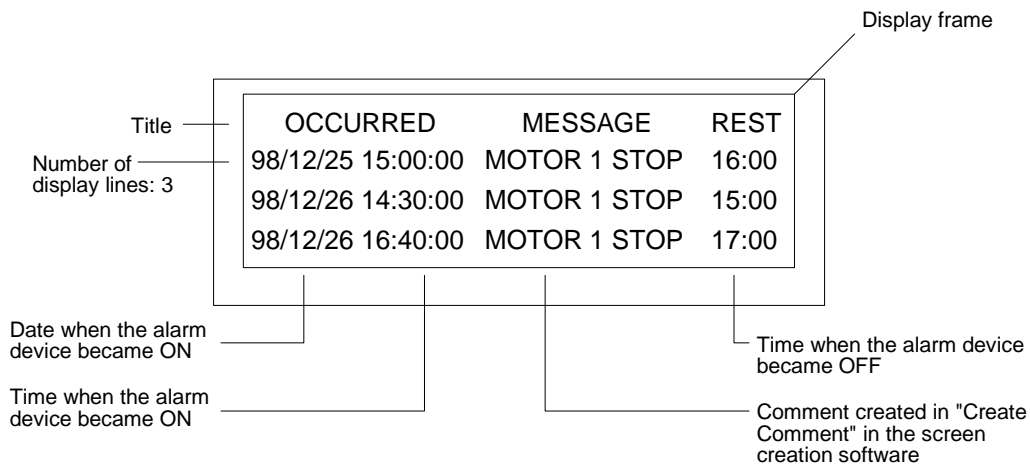 Display frame
Title
OCCURRED MESSAGE REST
Number of
display lines: 3
98/12/25 15:00:00 MOTOR 1 STOP 16:00
98/12/26 14:30:00 MOTOR 1 STOP 15:00
98/12/26 16:40:00 MOTOR 1 STOP 17:00
Date when the alarm
device became ON
Time when the alarm
device became ON
Time when the alarm device
became OFF
Comment created in "Create
Comment" in the screen
creation software